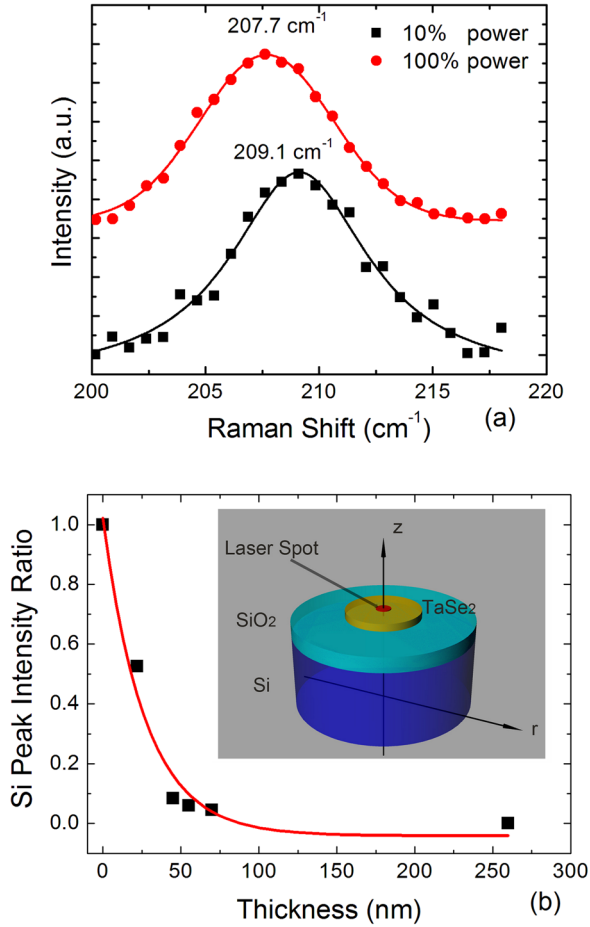 207.7 cm⁻¹
10% power
100% power
209.1 cm⁻¹
Intensity (a.u.)
200 205 210 215 220
Raman Shift (cm⁻¹)
(a)
1.0
0.8
0.6
0.4
0.2
0.0
Si Peak Intensity Ratio
z
Laser Spot
TaSe₂
SiO₂
Si
r
0 50 100 150 200 250 300
Thickness (nm)
(b)